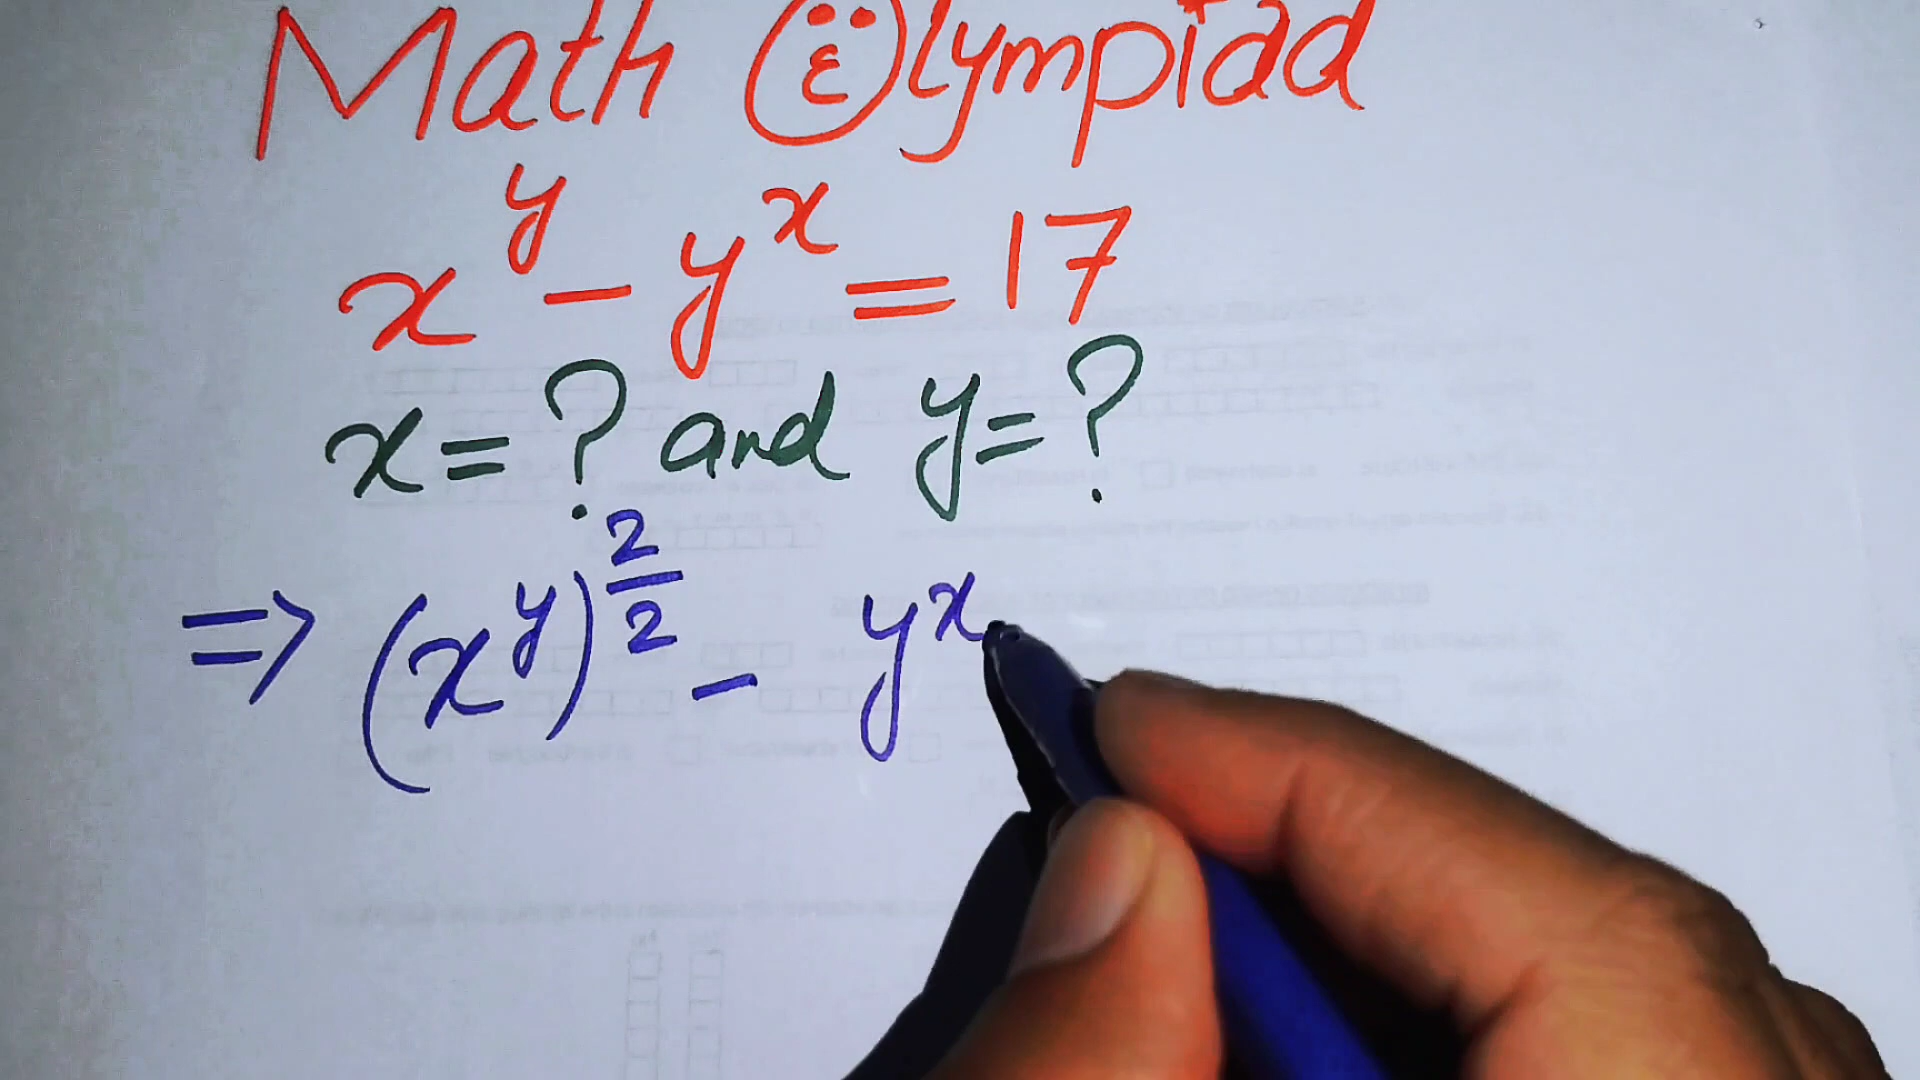 Math Olympiad
x^y - y^x = 17
x = ? and y = ?
⇒ (x^y)^{2/2} - y^x